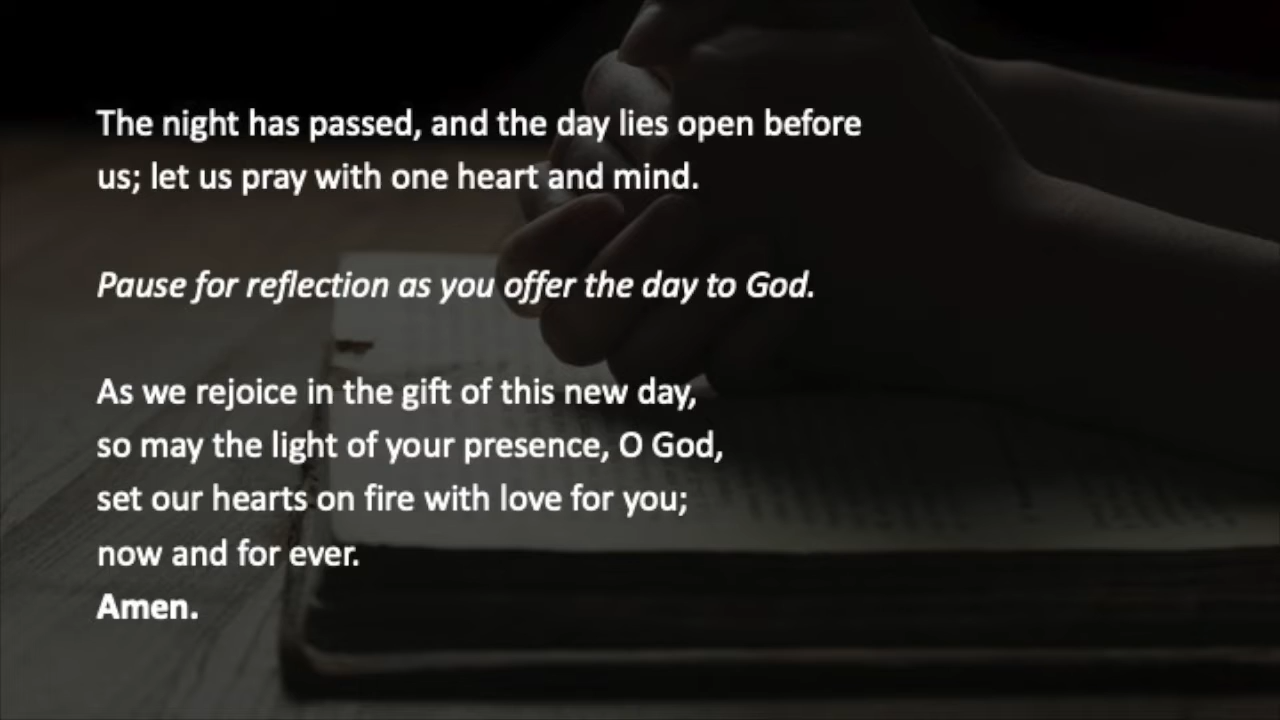 The night has passed, and the day lies open before
us; let us pray with one heart and mind.
Pause for reflection as you offer the day to God.
As we rejoice in the gift of this new day,
so may the light of your presence, O God,
set our hearts on fire with love for you;
now and for ever.
Amen.